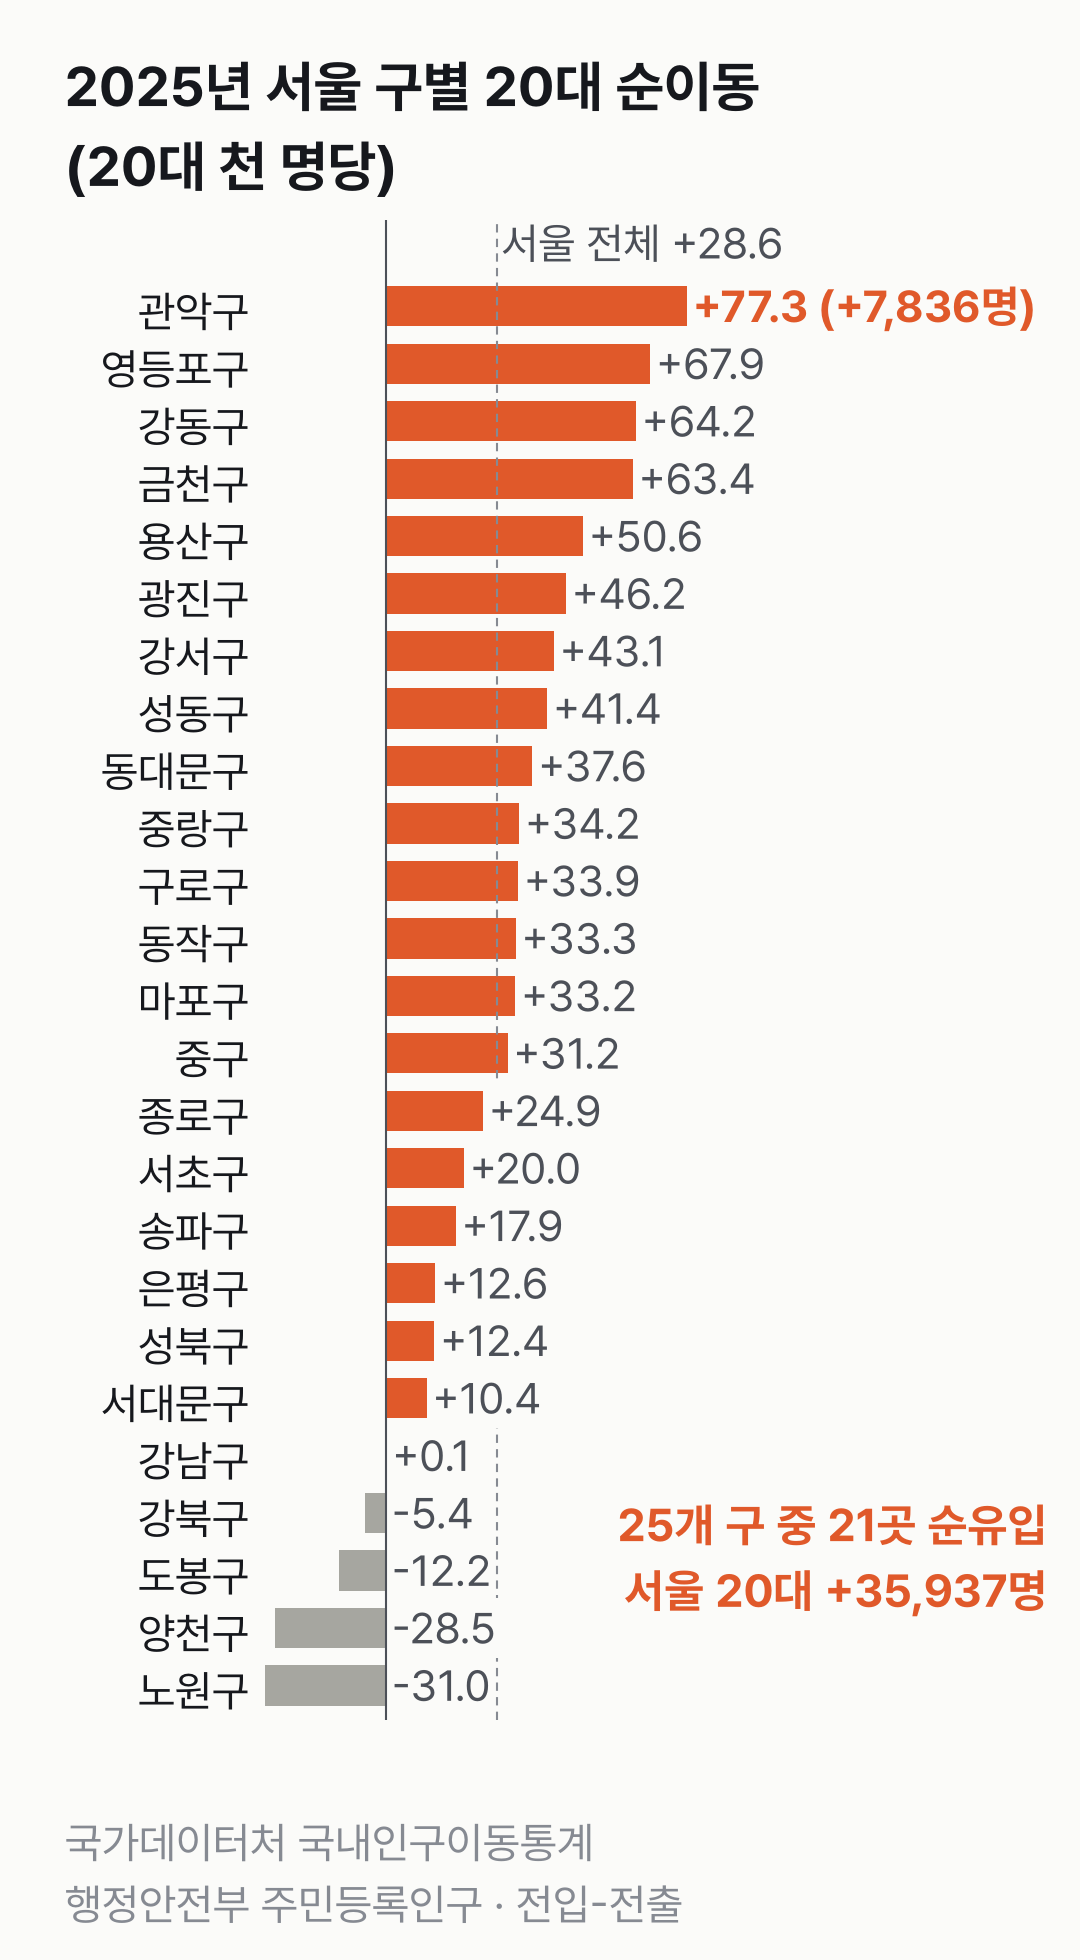 2025년 서울 구별 20대 순이동
(20대 천 명당)
서울 전체 +28.6
관악구 +77.3 (+7,836명)
영등포구 +67.9
강동구 +64.2
금천구 +63.4
용산구 +50.6
광진구 +46.2
강서구 +43.1
성동구 +41.4
동대문구 +37.6
중랑구 +34.2
구로구 +33.9
동작구 +33.3
마포구 +33.2
중구 +31.2
종로구 +24.9
서초구 +20.0
송파구 +17.9
은평구 +12.6
성북구 +12.4
서대문구 +10.4
강남구 +0.1
강북구 -5.4
도봉구 -12.2
양천구 -28.5
노원구 -31.0
25개 구 중 21곳 순유입
서울 20대 +35,937명
국가데이터처 국내인구이동통계
행정안전부 주민등록인구 · 전입-전출